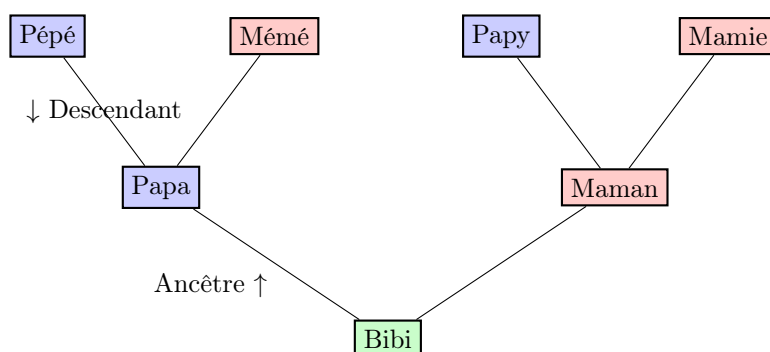 Pépé
Mémé
Papy
Mamie
↓ Descendant
Papa
Maman
Ancêtre ↑
Bibi